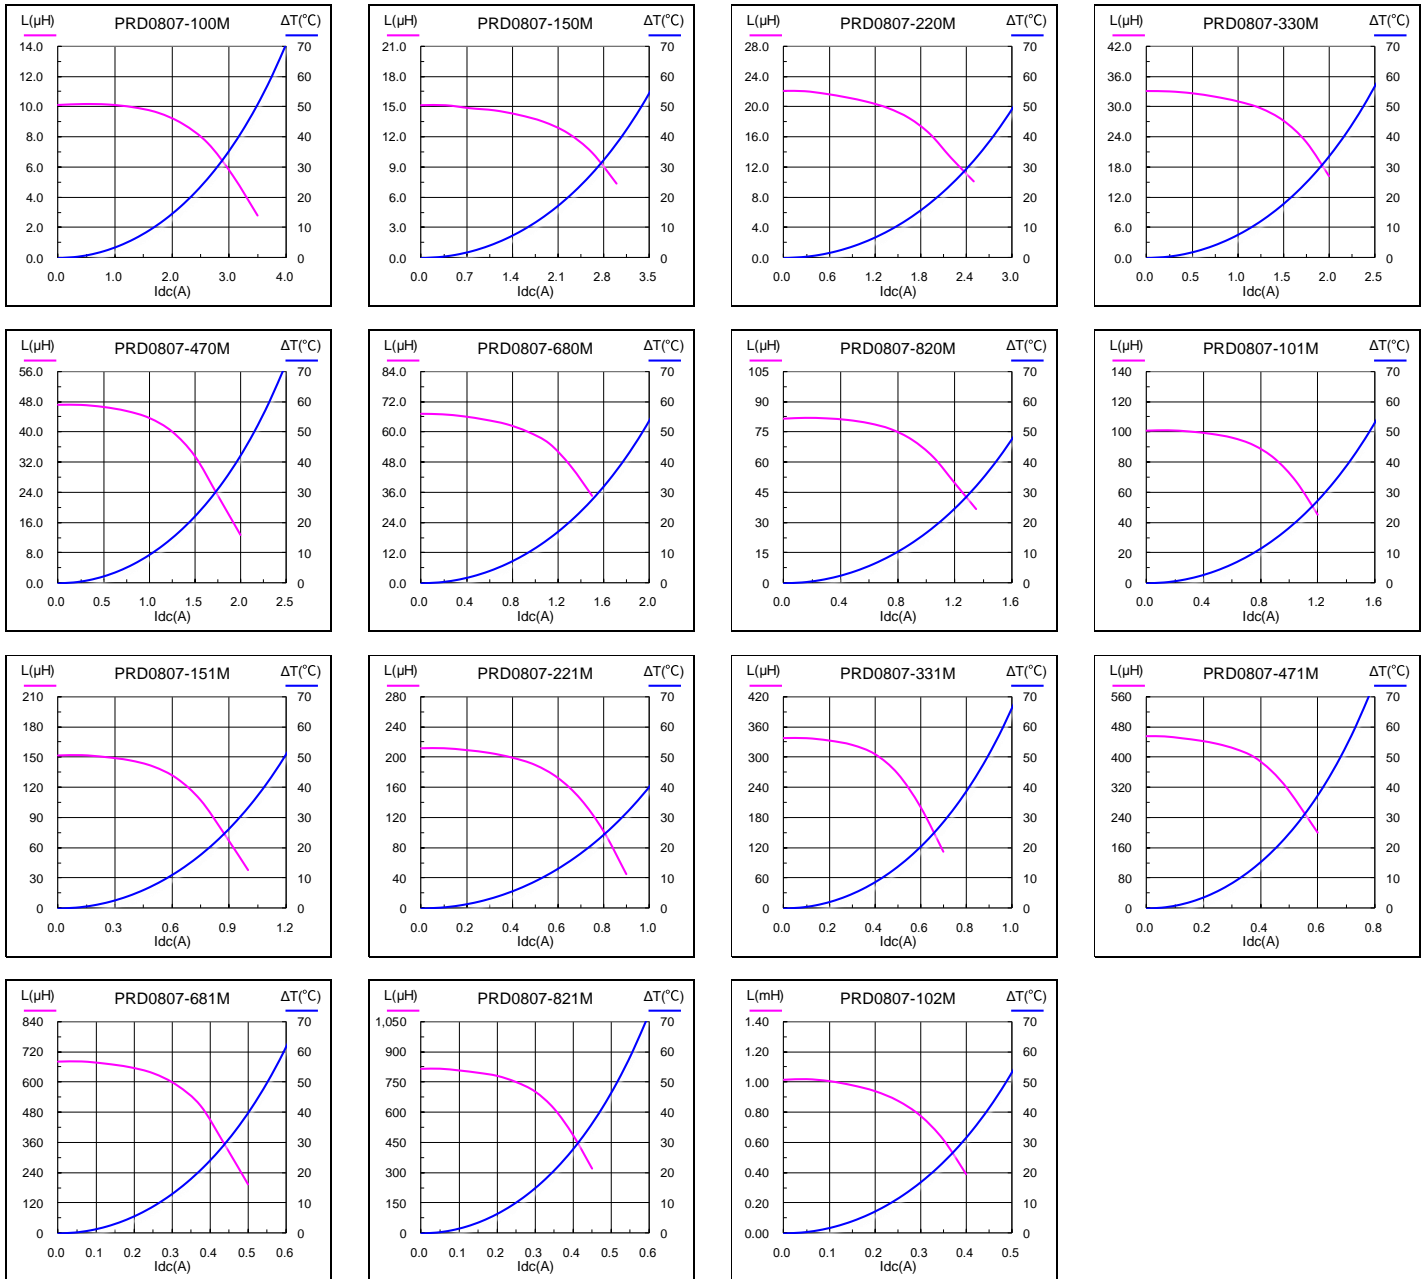 L(μH) PRD0807-100M ΔT(℃)
14.0 70
12.0 60
10.0 50
8.0 40
6.0 30
4.0 20
2.0 10
0.0 0
0.0 1.0 2.0 3.0 4.0
Idc(A)
L(μH) PRD0807-150M ΔT(℃)
21.0 70
18.0 60
15.0 50
12.0 40
9.0 30
6.0 20
3.0 10
0.0 0
0.0 0.7 1.4 2.1 2.8 3.5
Idc(A)
L(μH) PRD0807-220M ΔT(℃)
28.0 70
24.0 60
20.0 50
16.0 40
12.0 30
8.0 20
4.0 10
0.0 0
0.0 0.6 1.2 1.8 2.4 3.0
Idc(A)
L(μH) PRD0807-330M ΔT(℃)
42.0 70
36.0 60
30.0 50
24.0 40
18.0 30
12.0 20
6.0 10
0.0 0
0.0 0.5 1.0 1.5 2.0 2.5
Idc(A)
L(μH) PRD0807-470M ΔT(℃)
56.0 70
48.0 60
40.0 50
32.0 40
24.0 30
16.0 20
8.0 10
0.0 0
0.0 0.5 1.0 1.5 2.0 2.5
Idc(A)
L(μH) PRD0807-680M ΔT(℃)
84.0 70
72.0 60
60.0 50
48.0 40
36.0 30
24.0 20
12.0 10
0.0 0
0.0 0.4 0.8 1.2 1.6 2.0
Idc(A)
L(μH) PRD0807-820M ΔT(℃)
105 70
90 60
75 50
60 40
45 30
30 20
15 10
0 0
0.0 0.4 0.8 1.2 1.6
Idc(A)
L(μH) PRD0807-101M ΔT(℃)
140 70
120 60
100 50
80 40
60 30
40 20
20 10
0 0
0.0 0.4 0.8 1.2 1.6
Idc(A)
L(μH) PRD0807-151M ΔT(℃)
210 70
180 60
150 50
120 40
90 30
60 20
30 10
0 0
0.0 0.3 0.6 0.9 1.2
Idc(A)
L(μH) PRD0807-221M ΔT(℃)
280 70
240 60
200 50
160 40
120 30
80 20
40 10
0 0
0.0 0.2 0.4 0.6 0.8 1.0
Idc(A)
L(μH) PRD0807-331M ΔT(℃)
420 70
360 60
300 50
240 40
180 30
120 20
60 10
0 0
0.0 0.2 0.4 0.6 0.8 1.0
Idc(A)
L(μH) PRD0807-471M ΔT(℃)
560 70
480 60
400 50
320 40
240 30
160 20
80 10
0 0
0.0 0.2 0.4 0.6 0.8
Idc(A)
L(μH) PRD0807-681M ΔT(℃)
840 70
720 60
600 50
480 40
360 30
240 20
120 10
0 0
0.0 0.1 0.2 0.3 0.4 0.5 0.6
Idc(A)
L(μH) PRD0807-821M ΔT(℃)
1,050 70
900 60
750 50
600 40
450 30
300 20
150 10
0 0
0.0 0.1 0.2 0.3 0.4 0.5 0.6
Idc(A)
L(mH) PRD0807-102M ΔT(℃)
1.40 70
1.20 60
1.00 50
0.80 40
0.60 30
0.40 20
0.20 10
0.00 0
0.0 0.1 0.2 0.3 0.4 0.5
Idc(A)